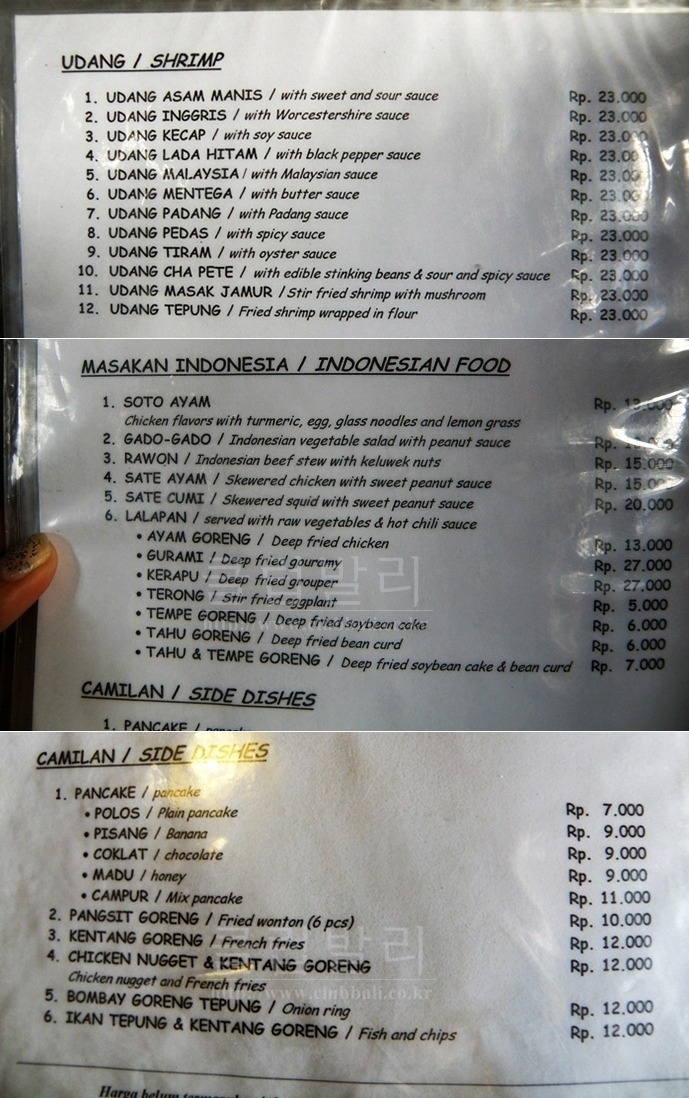 UDANG / SHRIMP
1. UDANG ASAM MANIS / with sweet and sour sauce Rp. 23.000
2. UDANG INGGRIS / with Worcestershire sauce Rp. 23.000
3. UDANG KECAP / with soy sauce Rp. 23.000
4. UDANG LADA HITAM / with black pepper sauce Rp. 23.00
5. UDANG MALAYSIA / with Malaysian sauce Rp. 23.00
6. UDANG MENTEGA / with butter sauce Rp. 23.00
7. UDANG PADANG / with Padang sauce Rp. 23.000
8. UDANG PEDAS / with spicy sauce Rp. 23.000
9. UDANG TIRAM / with oyster sauce Rp. 23.000
10. UDANG CHA PETE / with edible stinking beans & sour and spicy sauce Rp. 23.000
11. UDANG MASAK JAMUR / Stir fried shrimp with mushroom Rp. 23.000
12. UDANG TEPUNG / Fried shrimp wrapped in flour Rp. 23.000
MASAKAN INDONESIA / INDONESIAN FOOD
1. SOTO AYAM Rp. 13.000
Chicken flavors with turmeric, egg, glass noodles and lemon grass
2. GADO-GADO / Indonesian vegetable salad with peanut sauce Rp.
3. RAWON / Indonesian beef stew with keluwek nuts Rp. 15.000
4. SATE AYAM / Skewered chicken with sweet peanut sauce Rp. 15.00
5. SATE CUMI / Skewered squid with sweet peanut sauce Rp. 20.000
6. LALAPAN / served with raw vegetables & hot chili sauce
• AYAM GORENG / Deep fried chicken Rp. 13.000
• GURAMI / Deep fried gouramy Rp. 27.000
• KERAPU / Deep fried grouper Rp. 27.000
• TERONG / Stir fried eggplant Rp. 5.000
• TEMPE GORENG / Deep fried soybean cake Rp. 6.000
• TAHU GORENG / Deep fried bean curd Rp. 6.000
• TAHU & TEMPE GORENG / Deep fried soybean cake & bean curd Rp. 7.000
CAMILAN / SIDE DISHES
1. PANCAKE / pancake
CAMILAN / SIDE DISHES
1. PANCAKE / pancake
• POLOS / Plain pancake Rp. 7.000
• PISANG / Banana Rp. 9.000
• COKLAT / chocolate Rp. 9.000
• MADU / honey Rp. 9.000
• CAMPUR / Mix pancake Rp. 11.000
2. PANGSIT GORENG / Fried wonton (6 pcs) Rp. 10.000
3. KENTANG GORENG / French fries Rp. 12.000
4. CHICKEN NUGGET & KENTANG GORENG Rp. 12.000
Chicken nugget and French fries
http://www.clubbali.co.kr
5. BOMBAY GORENG TEPUNG / Onion ring Rp. 12.000
6. IKAN TEPUNG & KENTANG GORENG / Fish and chips Rp. 12.000
Harga belum